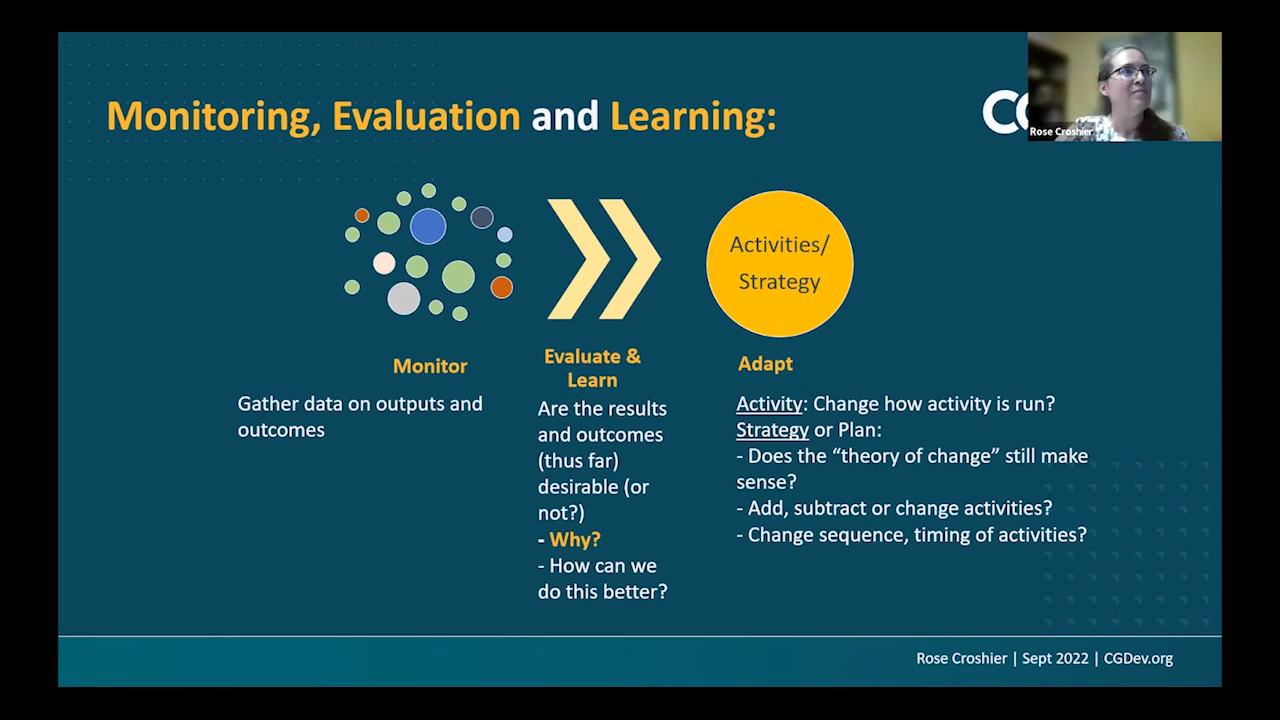 Monitoring, Evaluation and Learning:
Rose Croshier
Activities/
Strategy
Monitor
Gather data on outputs and
outcomes
Evaluate &
Learn
Are the results
and outcomes
(thus far)
desirable (or
not?)
- Why?
- How can we
do this better?
Adapt
Activity: Change how activity is run?
Strategy or Plan:
- Does the “theory of change” still make
sense?
- Add, subtract or change activities?
- Change sequence, timing of activities?
Rose Croshier | Sept 2022 | CGDev.org